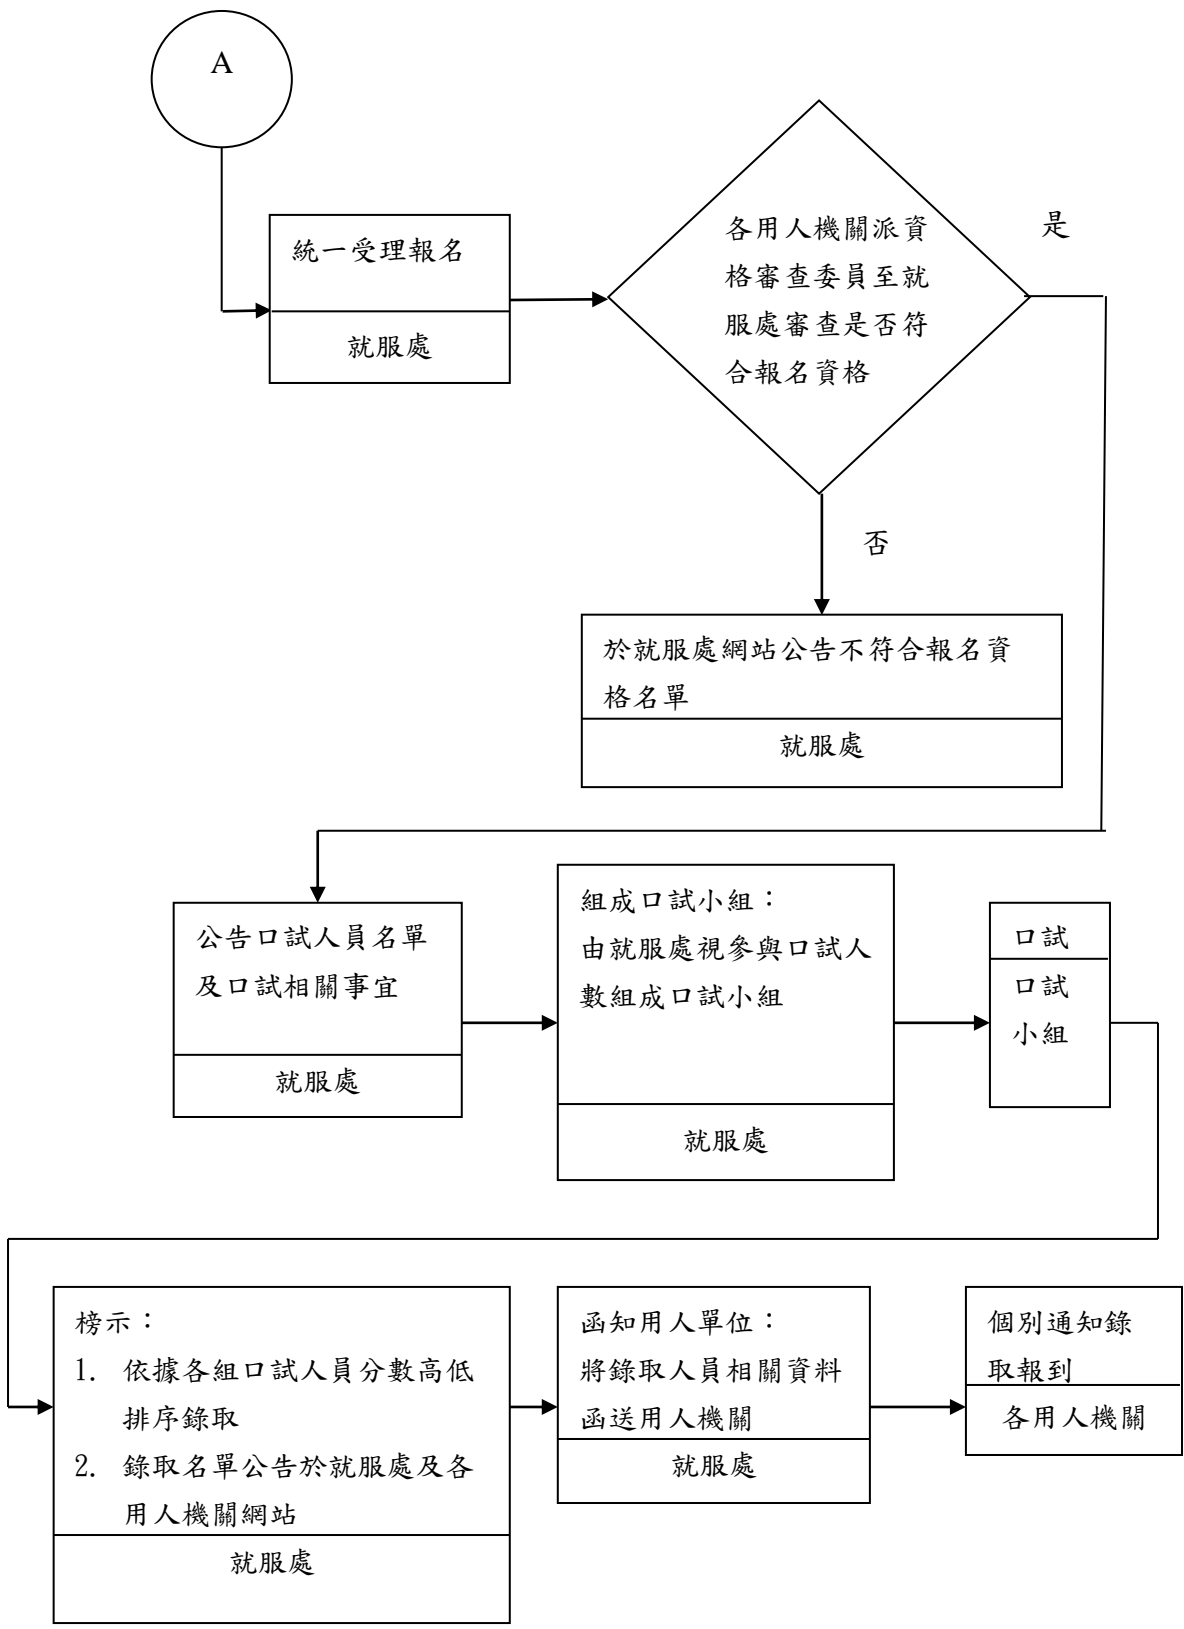 A
統一受理報名
就服處
各用人機關派資
格審查委員至就
服處審查是否符
合報名資格
是
否
於就服處網站公告不符合報名資
格名單
就服處
公告口試人員名單
及口試相關事宜
就服處
組成口試小組：
由就服處視參與口試人
數組成口試小組
就服處
口試
口試
小組
榜示：
1. 依據各組口試人員分數高低
排序錄取
2. 錄取名單公告於就服處及各
用人機關網站
就服處
函知用人單位：
將錄取人員相關資料
函送用人機關
就服處
個別通知錄
取報到
各用人機關